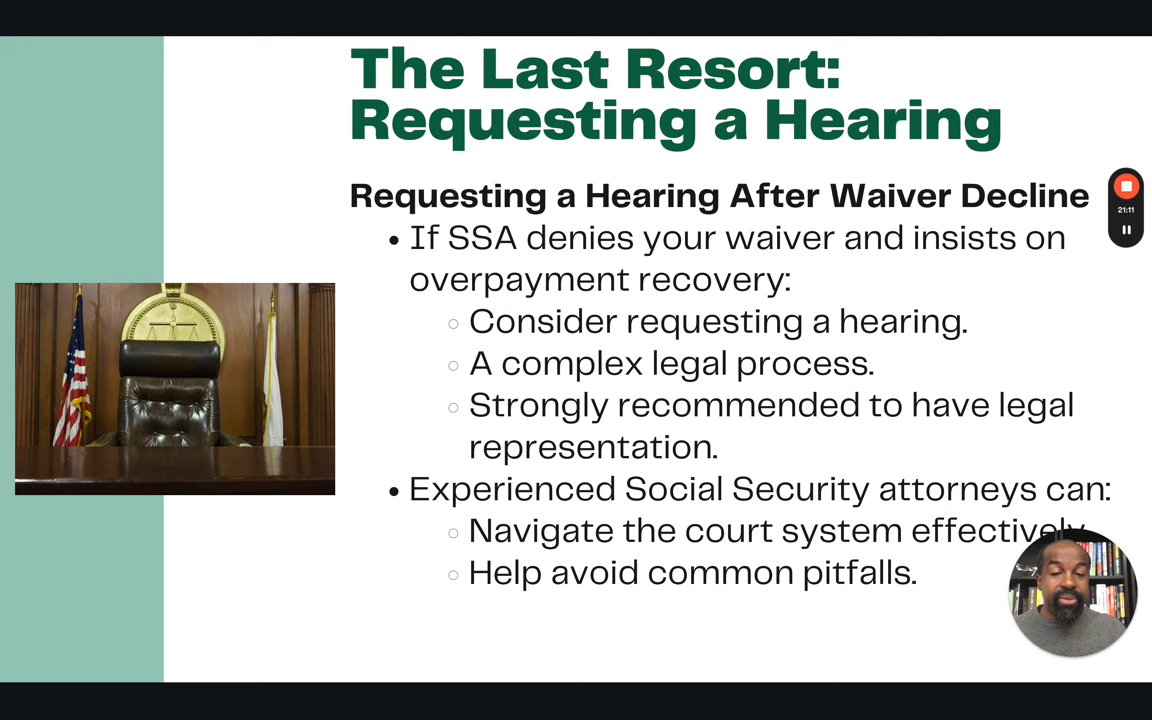 The Last Resort:
Requesting a Hearing
Requesting a Hearing After Waiver Decline
21:11
• If SSA denies your waiver and insists on
overpayment recovery:
○ Consider requesting a hearing.
○ A complex legal process.
○ Strongly recommended to have legal
representation.
• Experienced Social Security attorneys can:
○ Navigate the court system effectively.
○ Help avoid common pitfalls.